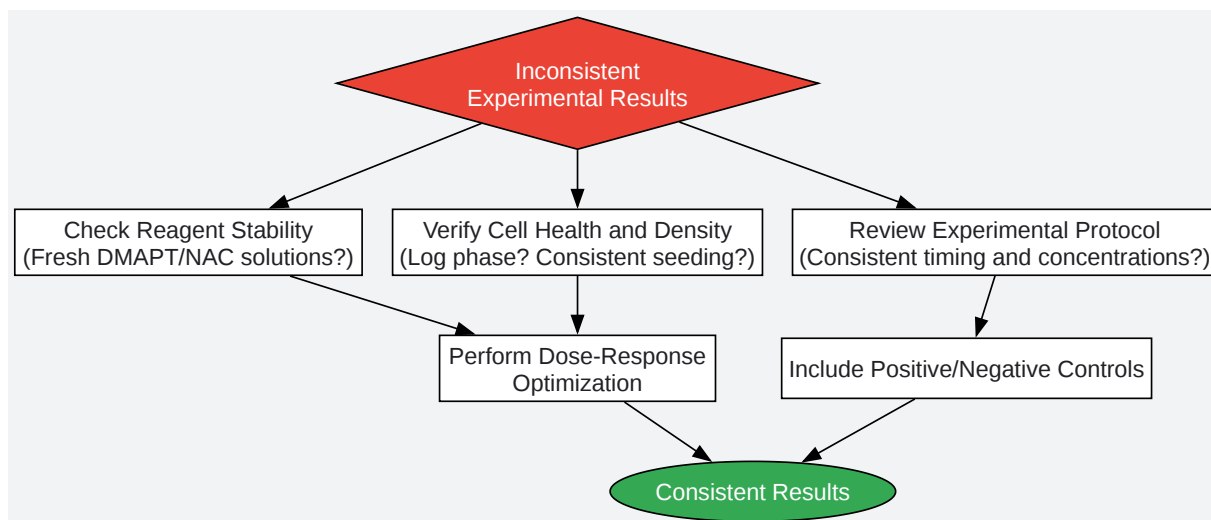 Inconsistent
Experimental Results
Check Reagent Stability
(Fresh DMAPT/NAC solutions?)
Verify Cell Health and Density
(Log phase? Consistent seeding?)
Review Experimental Protocol
(Consistent timing and concentrations?)
Perform Dose-Response
Optimization
Include Positive/Negative Controls
Consistent Results